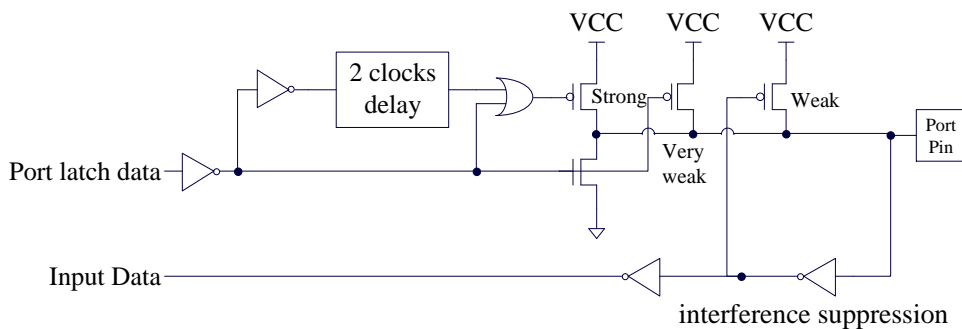 VCC
VCC
VCC
2 clocks
delay
Strong
Weak
Port
Pin
Very
weak
Port latch data
Input Data
interference suppression